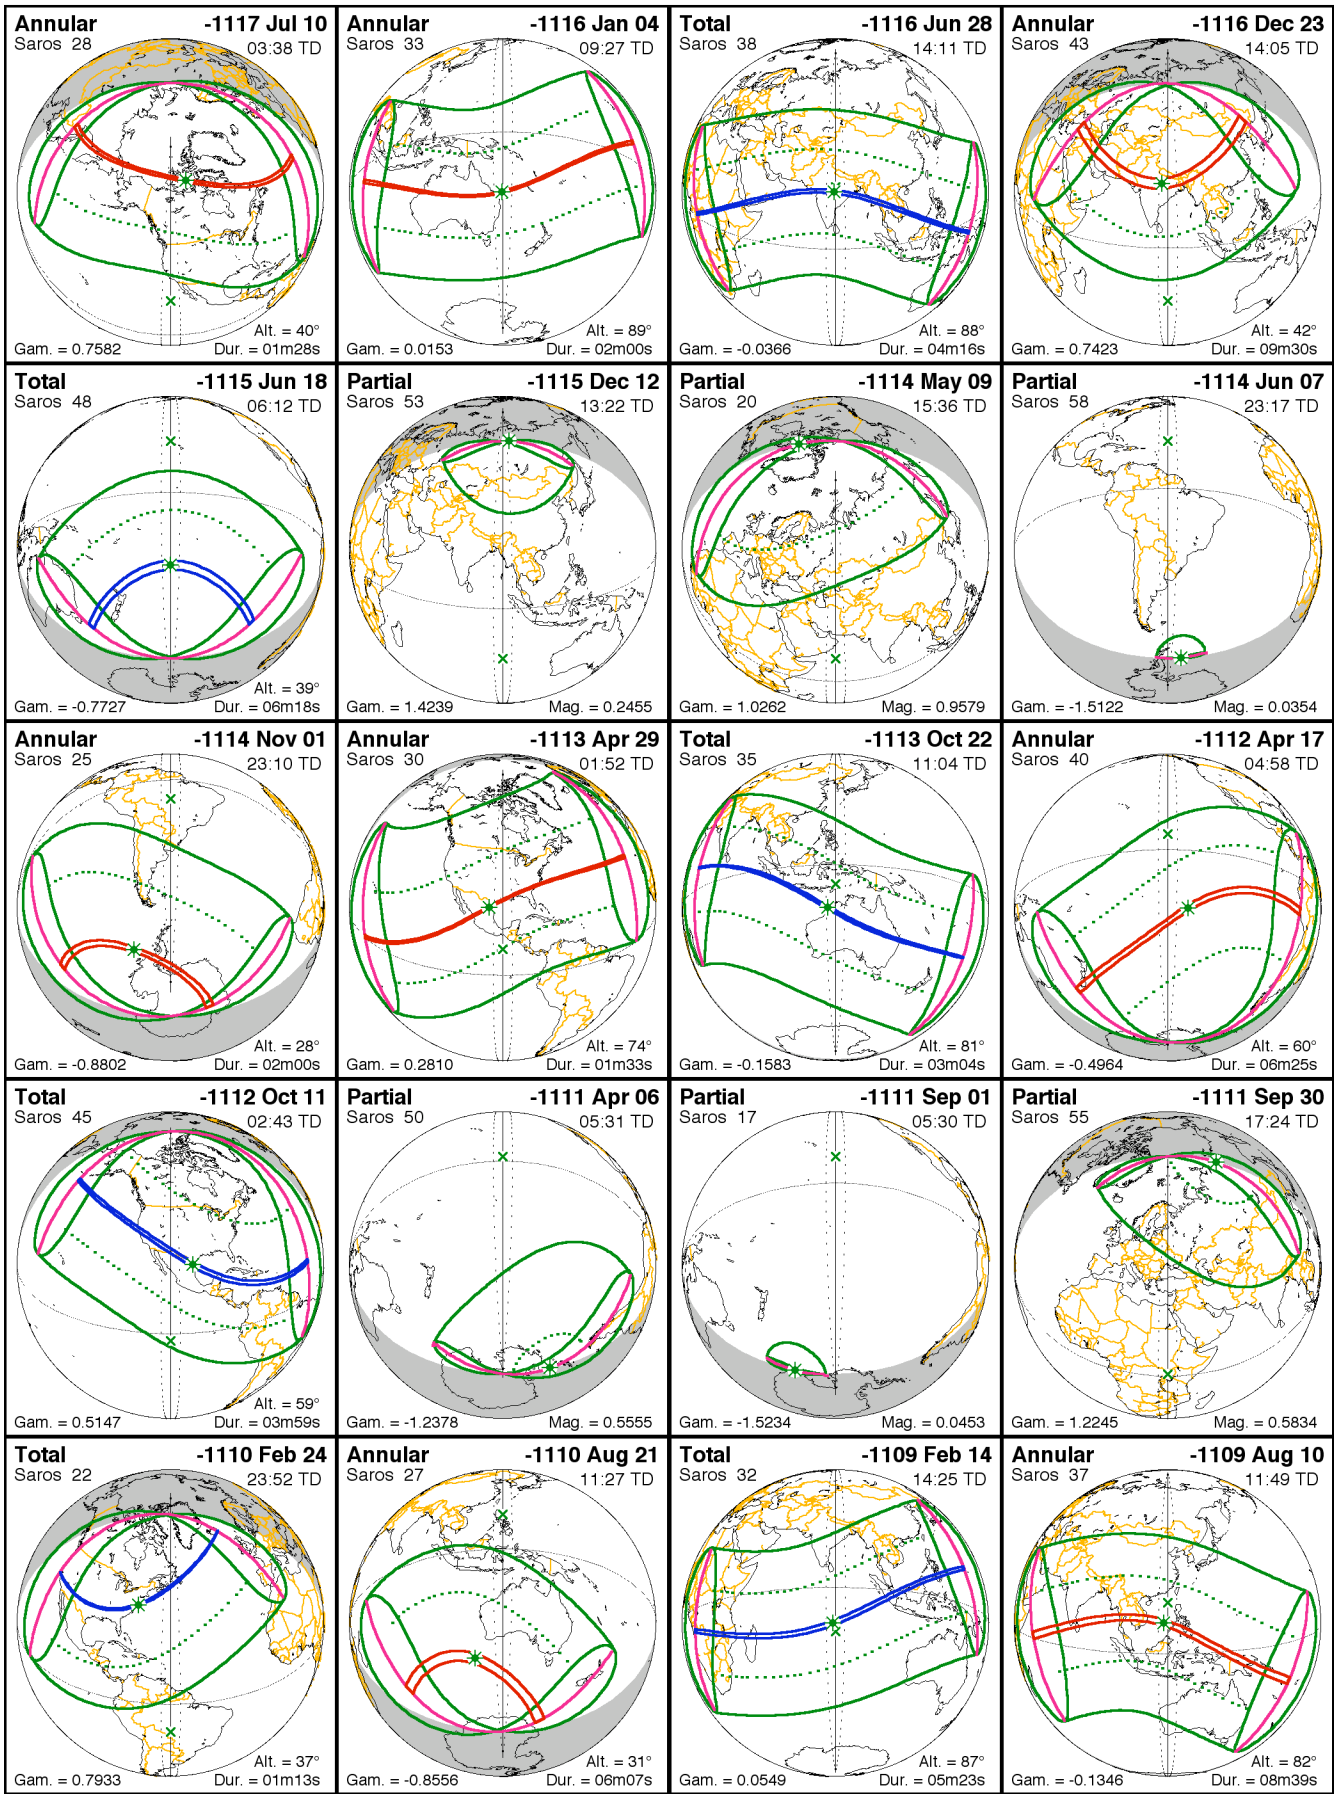 Annular -1117 Jul 10
Saros 28 03:38 TD
Alt. = 40°
Gam. = 0.7582 Dur. = 01m28s
Annular -1116 Jan 04
Saros 33 09:27 TD
Alt. = 89°
Gam. = 0.0153 Dur. = 02m00s
Total -1116 Jun 28
Saros 38 14:11 TD
Alt. = 88°
Gam. = -0.0366 Dur. = 04m16s
Annular -1116 Dec 23
Saros 43 14:05 TD
Alt. = 42°
Gam. = 0.7423 Dur. = 09m30s
Total -1115 Jun 18
Saros 48 06:12 TD
Alt. = 39°
Gam. = -0.7727 Dur. = 06m18s
Partial -1115 Dec 12
Saros 53 13:22 TD
Gam. = 1.4239 Mag. = 0.2455
Partial -1114 May 09
Saros 20 15:36 TD
Gam. = 1.0262 Mag. = 0.9579
Partial -1114 Jun 07
Saros 58 23:17 TD
Gam. = -1.5122 Mag. = 0.0354
Annular -1114 Nov 01
Saros 25 23:10 TD
Alt. = 28°
Gam. = -0.8802 Dur. = 02m00s
Annular -1113 Apr 29
Saros 30 01:52 TD
Alt. = 74°
Gam. = 0.2810 Dur. = 01m33s
Total -1113 Oct 22
Saros 35 11:04 TD
Alt. = 81°
Gam. = -0.1583 Dur. = 03m04s
Annular -1112 Apr 17
Saros 40 04:58 TD
Alt. = 60°
Gam. = -0.4964 Dur. = 06m25s
Total -1112 Oct 11
Saros 45 02:43 TD
Alt. = 59°
Gam. = 0.5147 Dur. = 03m59s
Partial -1111 Apr 06
Saros 50 05:31 TD
Gam. = -1.2378 Mag. = 0.5555
Partial -1111 Sep 01
Saros 17 05:30 TD
Gam. = -1.5234 Mag. = 0.0453
Partial -1111 Sep 30
Saros 55 17:24 TD
Gam. = 1.2245 Mag. = 0.5834
Total -1110 Feb 24
Saros 22 23:52 TD
Alt. = 37°
Gam. = 0.7933 Dur. = 01m13s
Annular -1110 Aug 21
Saros 27 11:27 TD
Alt. = 31°
Gam. = -0.8556 Dur. = 06m07s
Total -1109 Feb 14
Saros 32 14:25 TD
Alt. = 87°
Gam. = 0.0549 Dur. = 05m23s
Annular -1109 Aug 10
Saros 37 11:49 TD
Alt. = 82°
Gam. = -0.1346 Dur. = 08m39s